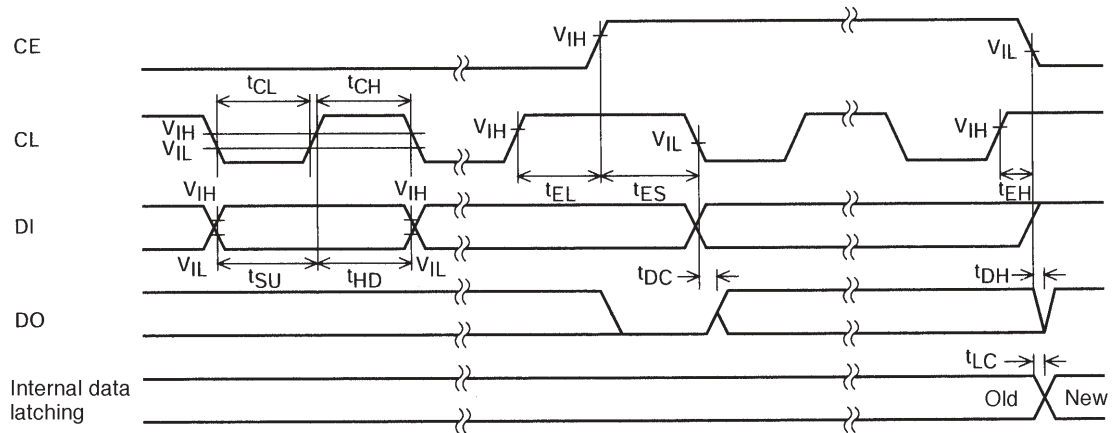 CE
VIH
VIL
tCL
tCH
CL
VIH
VIL
VIH
VIL
VIH
tEL
tES
tEH
DI
VIH
VIH
VIL
VIL
tSU
tHD
tDC
tDH
DO
tLC
Internal data
latching
Old
New